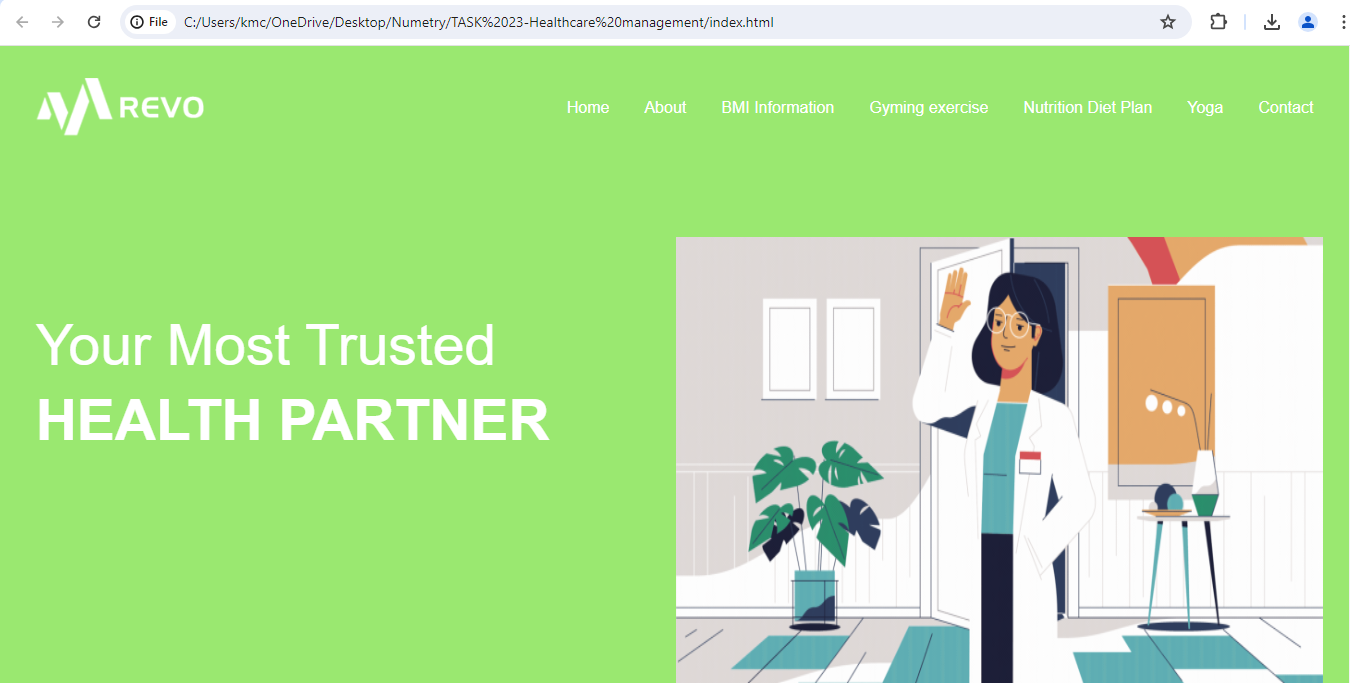 File C:/Users/kmc/OneDrive/Desktop/Numetry/TASK%2023-Healthcare%20management/index.html
REVO
Home About BMI Information Gyming exercise Nutrition Diet Plan Yoga Contact
Your Most Trusted
HEALTH PARTNER